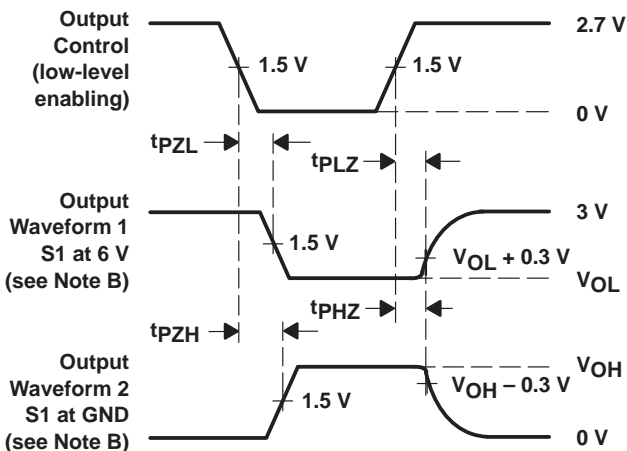 Output
Control
(low-level
enabling)
1.5 V
1.5 V
2.7 V
0 V
tPZL
tPLZ
Output
Waveform 1
S1 at 6 V
(see Note B)
1.5 V
3 V
VOL + 0.3 V
VOL
tPZH
tPHZ
Output
Waveform 2
S1 at GND
(see Note B)
1.5 V
VOH
VOH – 0.3 V
0 V